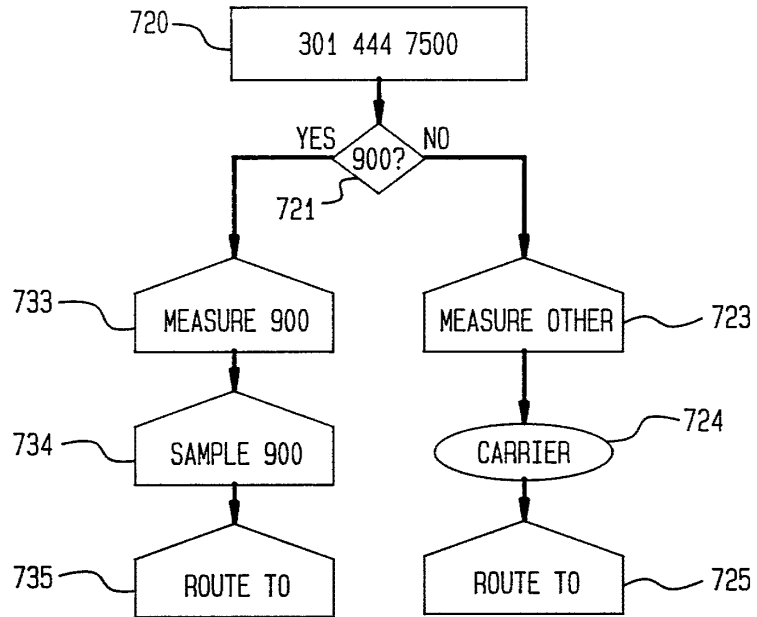 720
301 444 7500
YES
NO
900?
721
733
MEASURE 900
MEASURE OTHER
723
734
SAMPLE 900
CARRIER
724
735
ROUTE TO
ROUTE TO
725